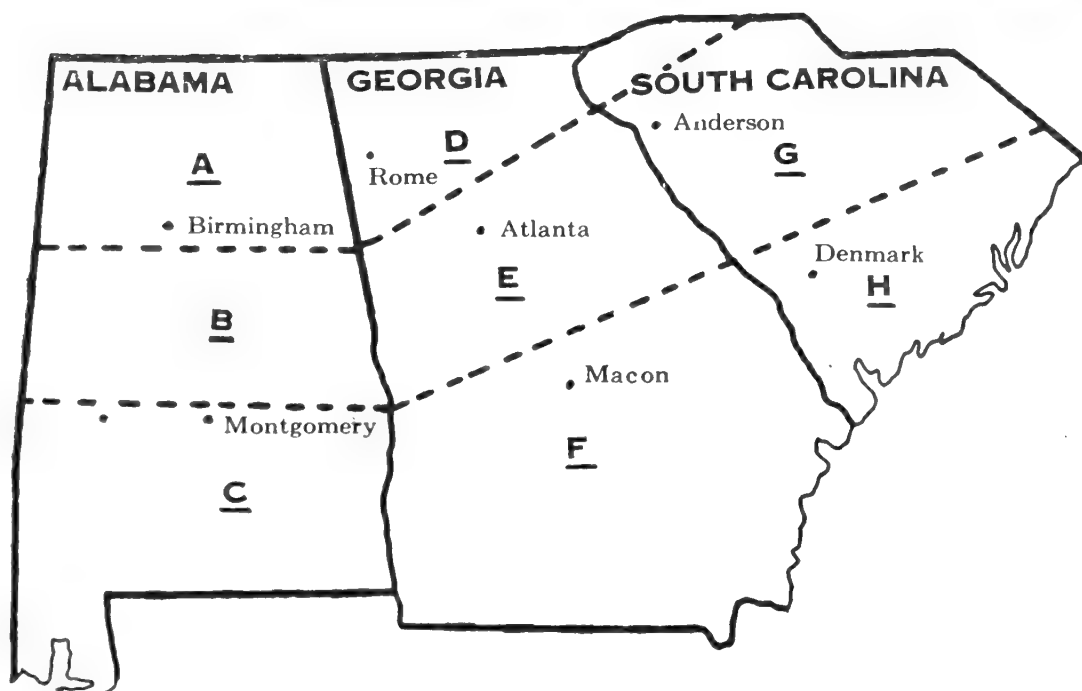 ALABAMA
GEORGIA
SOUTH CAROLINA
Anderson
D
G
A
Rome
Birmingham
Atlanta
Denmark
E
H
B
Macon
Montgomery
F
C